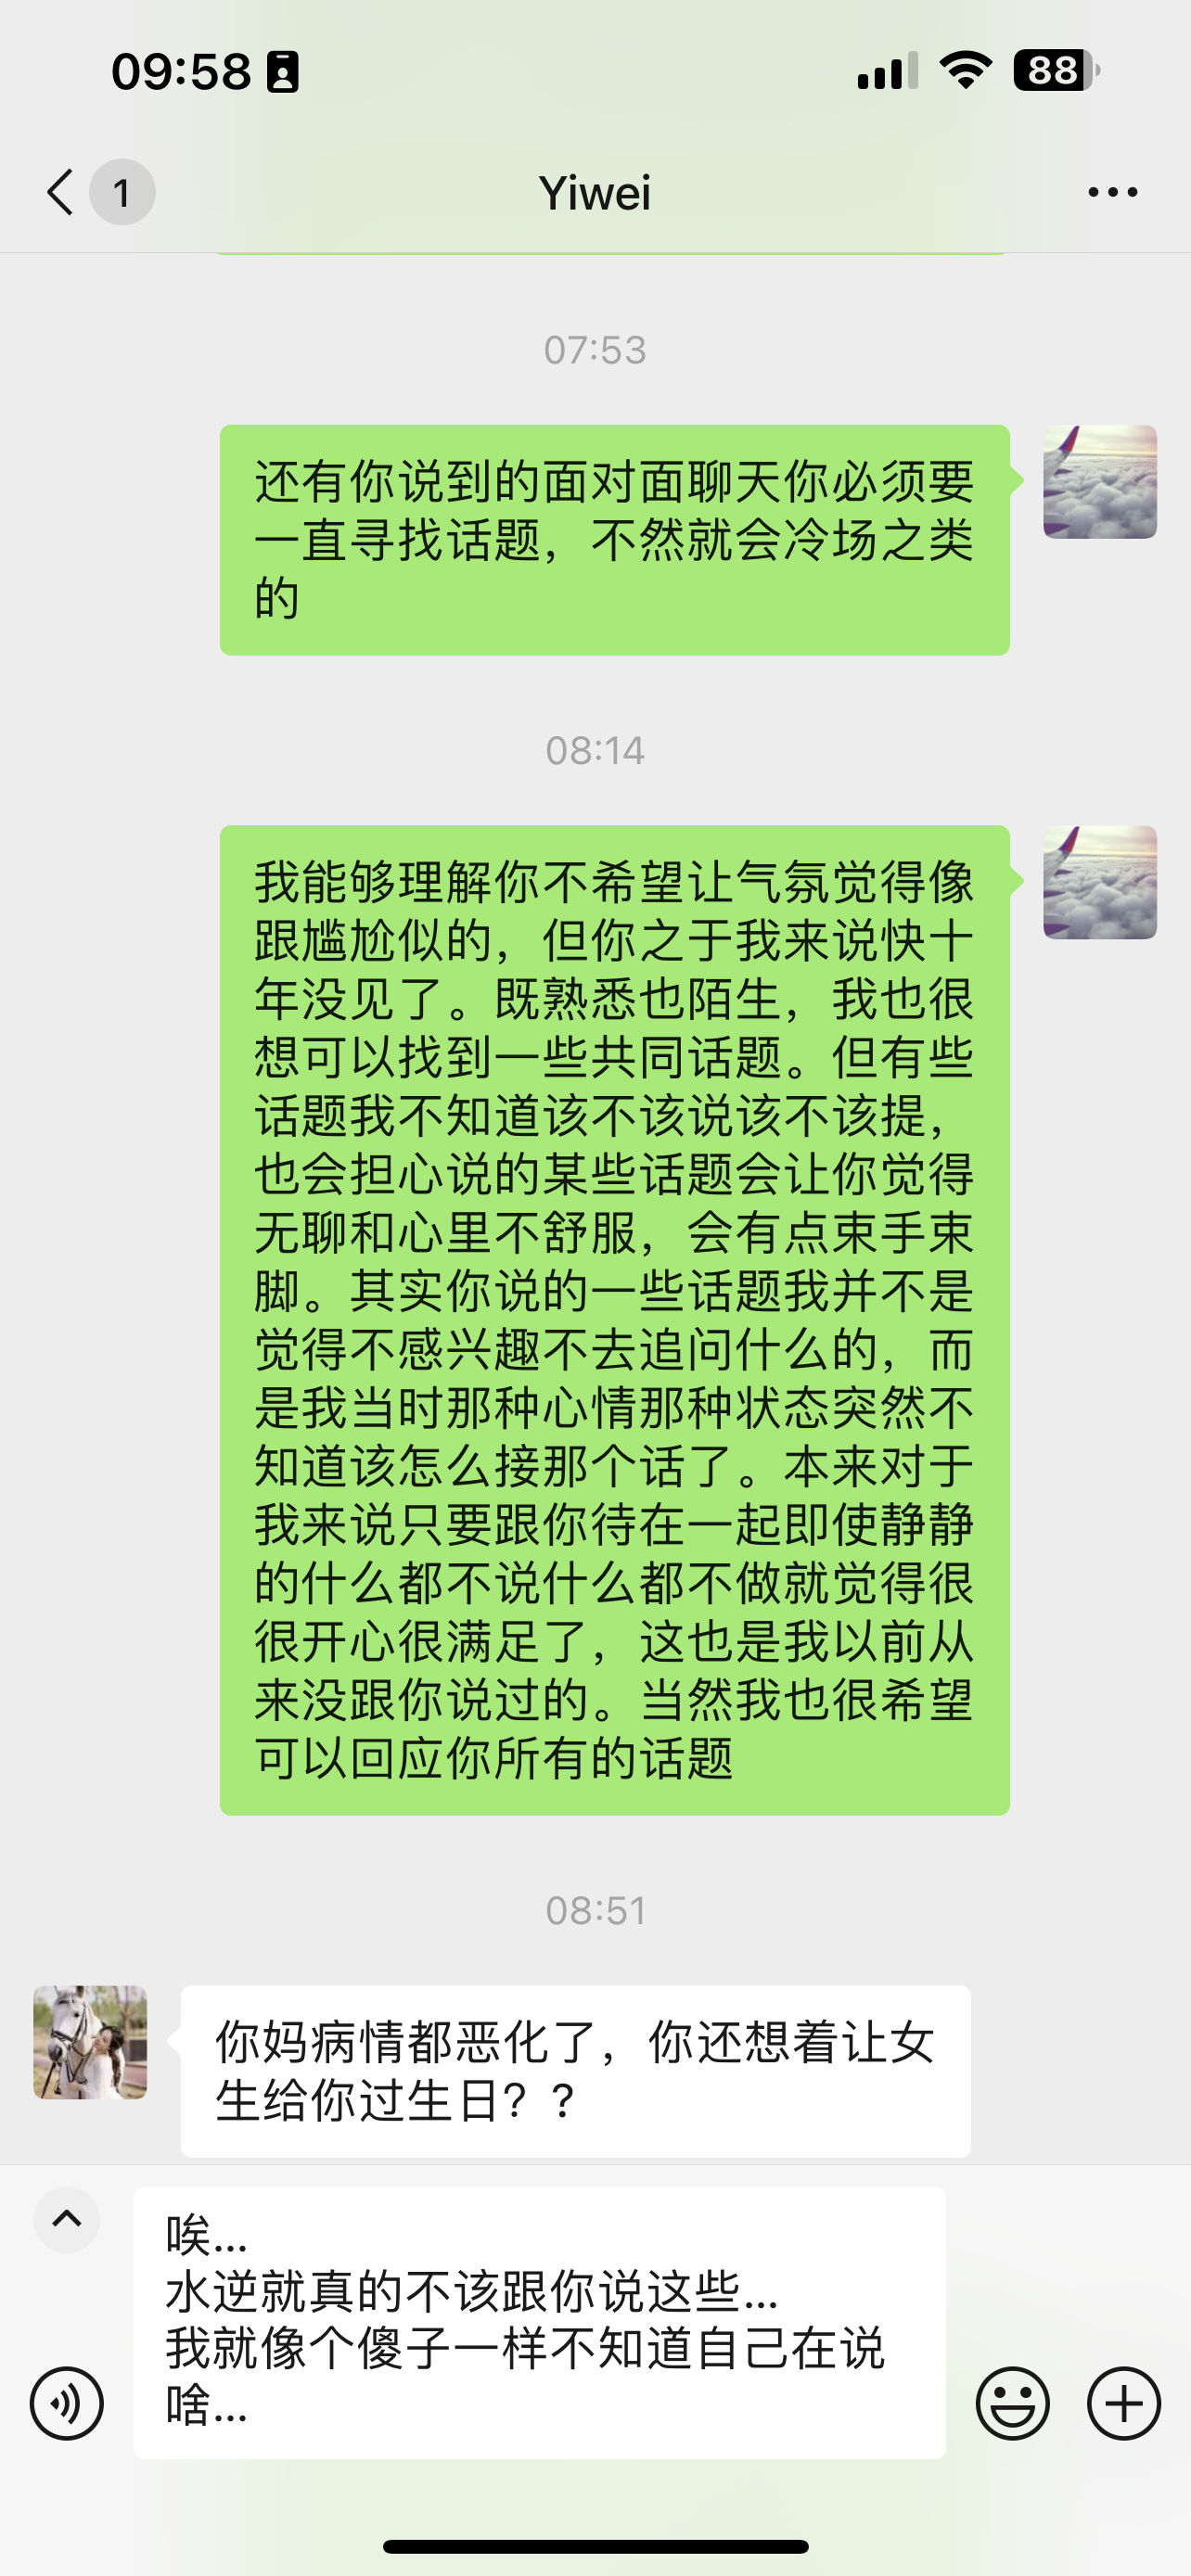 09:58
88
1
Yiwei
07:53
还有你说到的面对面聊天你必须要
一直寻找话题，不然就会冷场之类
的
08:14
我能够理解你不希望让气氛觉得像
跟尴尬似的，但你之于我来说快十
年没见了。既熟悉也陌生，我也很
想可以找到一些共同话题。但有些
话题我不知道该不该说该不该提，
也会担心说的某些话题会让你觉得
无聊和心里不舒服，会有点束手束
脚。其实你说的一些话题我并不是
觉得不感兴趣不去追问什么的，而
是我当时那种心情那种状态突然不
知道该怎么接那个话了。本来对于
我来说只要跟你待在一起即使静静
的什么都不说什么都不做就觉得很
很开心很满足了，这也是我以前从
来没跟你说过的。当然我也很希望
可以回应你所有的话题
08:51
你妈病情都恶化了，你还想着让女
生给你过生日？？
唉…
水逆就真的不该跟你说这些…
我就像个傻子一样不知道自己在说
啥…